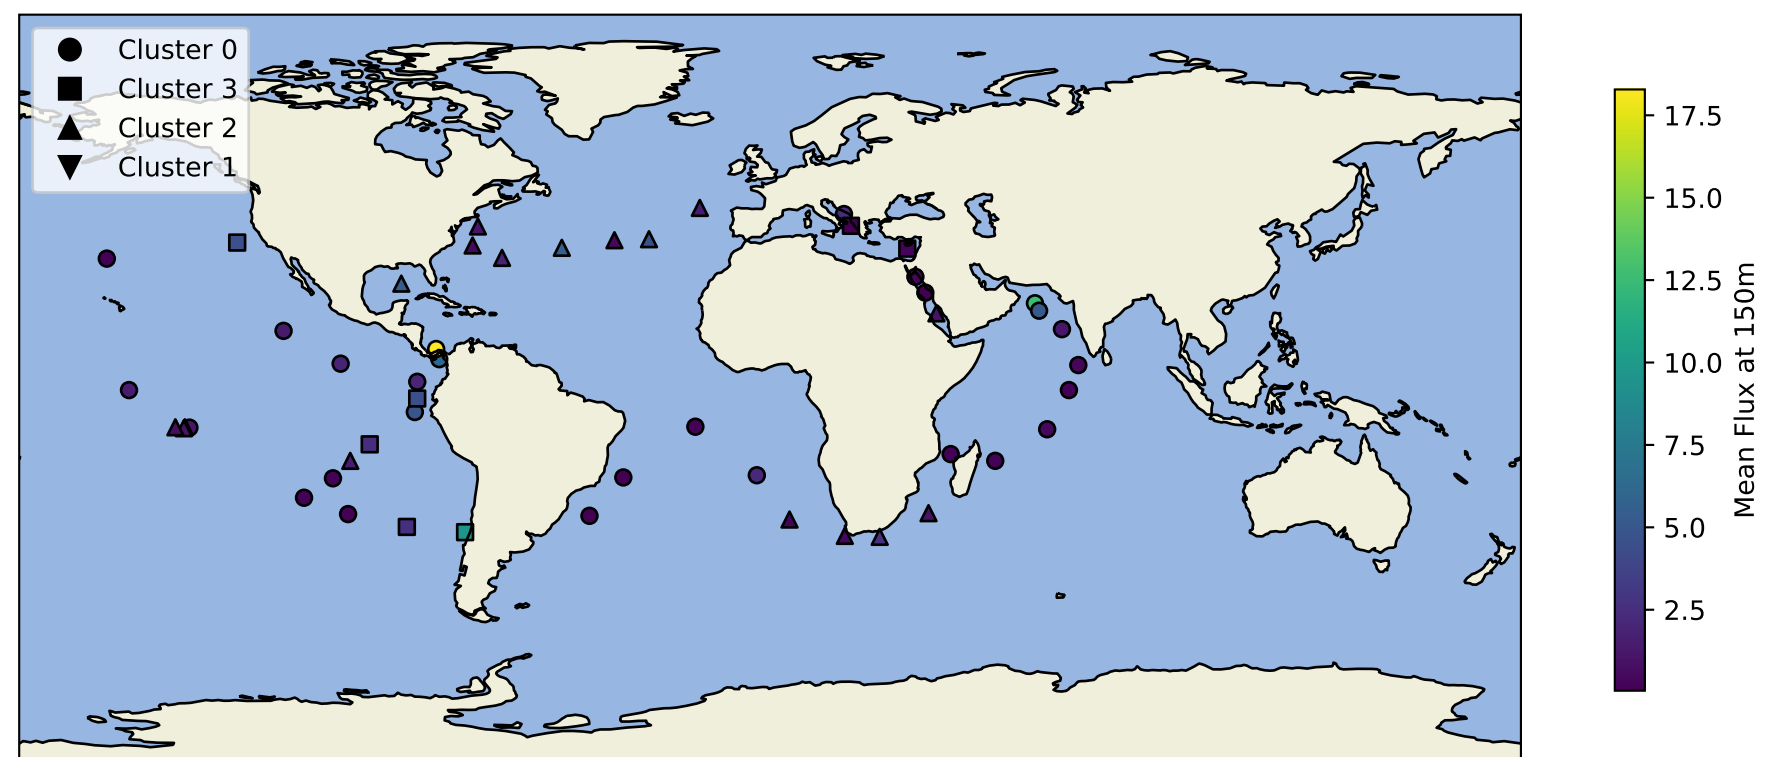 Cluster 0
Cluster 3
Cluster 2
Cluster 1
17.5
15.0
12.5
10.0
7.5
5.0
2.5
Mean Flux at 150m